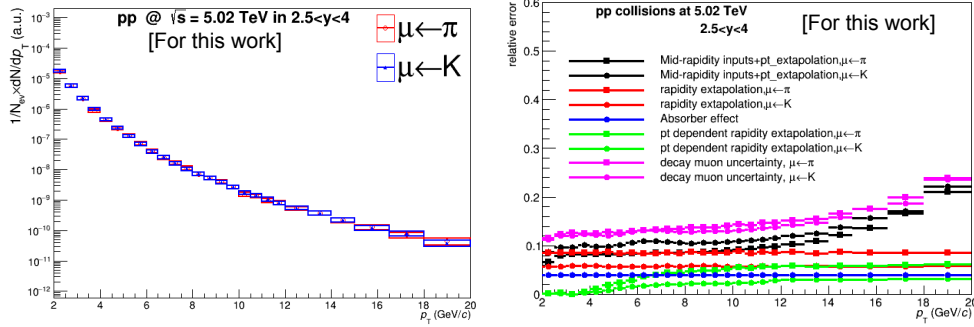 pp @ √s = 5.02 TeV in 2.5<y<4
[For this work]
μ←π
μ←K
1/N_ev×dN/dp_T (a.u.)
10⁻³
10⁻⁴
10⁻⁵
10⁻⁶
10⁻⁷
10⁻⁸
10⁻⁹
10⁻¹⁰
10⁻¹¹
10⁻¹²
2 4 6 8 10 12 14 16 18 20
p_T (GeV/c)
pp collisions at 5.02 TeV
2.5<y<4
[For this work]
relative error
Mid-rapidity inputs+pt_extapolation,μ←π
Mid-rapidity inputs+pt_extapolation,μ←K
rapidity extapolation,μ←π
rapidity extapolation,μ←K
Absorber effect
pt dependent rapidity extapolation,μ←π
pt dependent rapidity extapolation,μ←K
decay muon uncertainty, μ←π
decay muon uncertainty, μ←K
0.6
0.5
0.4
0.3
0.2
0.1
0
2 4 6 8 10 12 14 16 18 20
p_T (GeV/c)